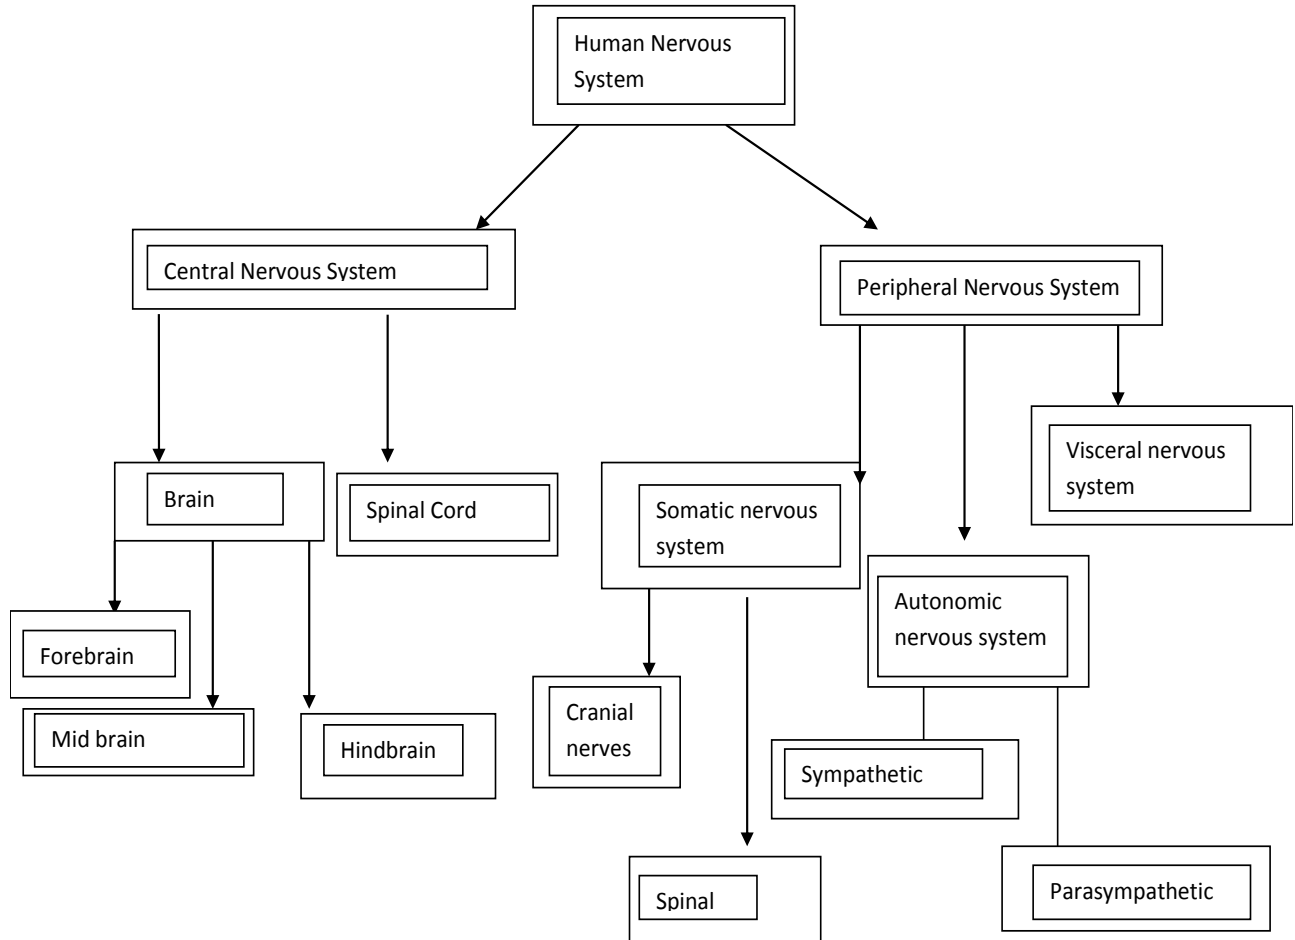 Human Nervous
System
Central Nervous System
Peripheral Nervous System
Visceral nervous
system
Brain
Spinal Cord
Somatic nervous
system
Autonomic
nervous system
Forebrain
Mid brain
Hindbrain
Cranial
nerves
Sympathetic
Spinal
Parasympathetic